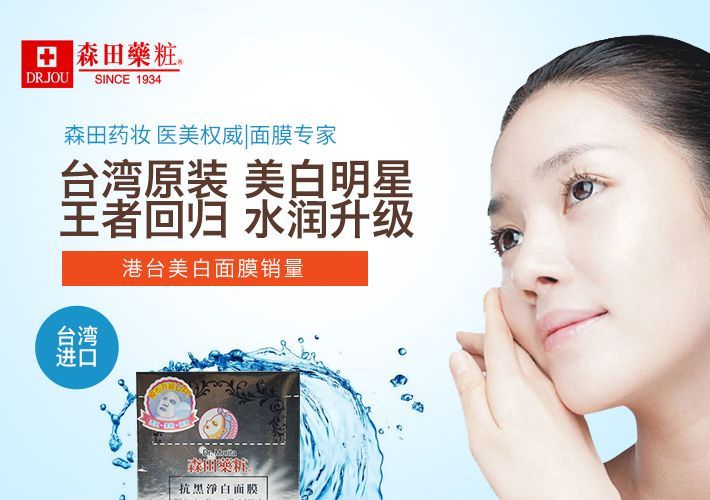 DR.JOU
森田藥粧®
SINCE 1934
森田药妆 医美权威|面膜专家
台湾原装 美白明星
王者回归 水润升级
港台美白面膜销量
台湾
进口
Dr. Morita
森田藥粧
抗黑淨白面膜